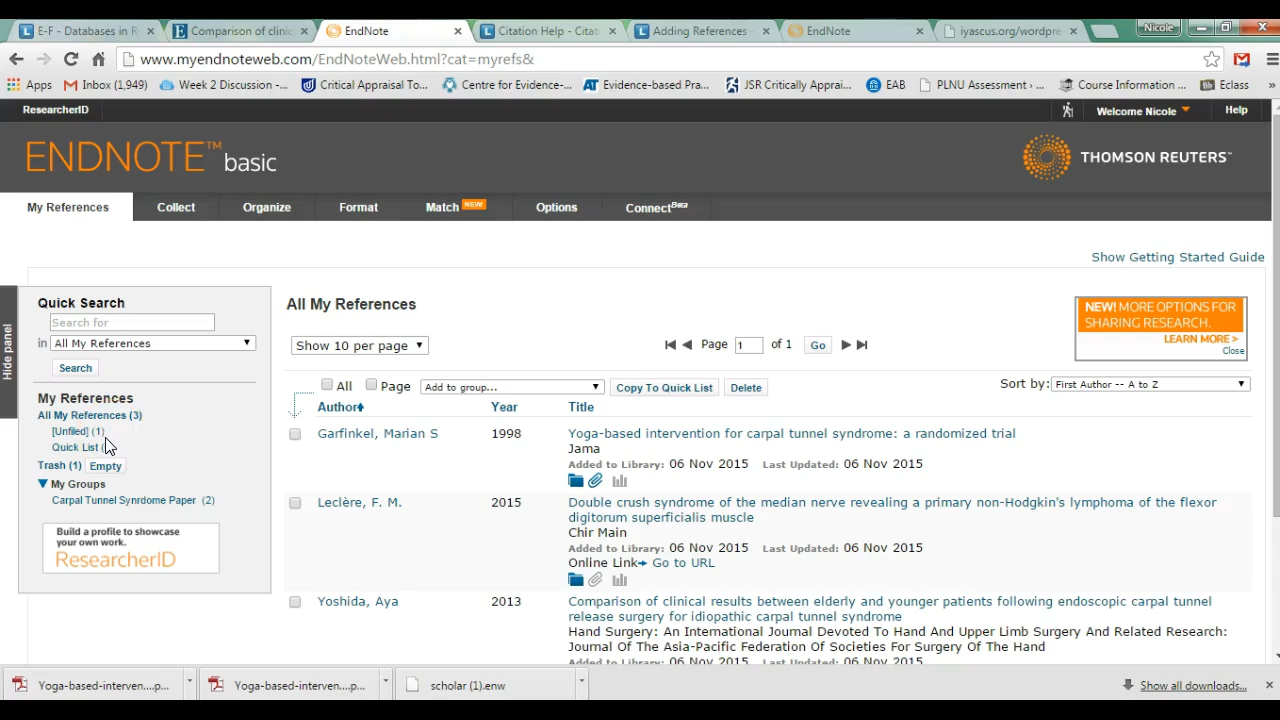 E-F - Databases in R
Comparison of clinic
EndNote
Citation Help - Citat
Adding References -
EndNote
iyascus.org/wordpre
Nicole
www.myendnoteweb.com/EndNoteWeb.html?cat=myrefs&
Apps
Inbox (1,949)
Week 2 Discussion -...
Critical Appraisal To...
Centre for Evidence-...
Evidence-based Pra...
JSR Critically Apprai...
EAB
PLNU Assessment › ...
Course Information ...
Eclass
»
ResearcherID
Welcome Nicole
Help
ENDNOTE™ basic
THOMSON REUTERS™
My References
Collect
Organize
Format
Match NEW
Options
Connect Beta
Show Getting Started Guide
Hide panel
Quick Search
Search for
in All My References
Search
My References
All My References (3)
[Unfiled] (1)
Quick List (
Trash (1) Empty
My Groups
Carpal Tunnel Synrdome Paper (2)
Build a profile to showcase
your own work.
ResearcherID
All My References
NEW! MORE OPTIONS FOR
SHARING RESEARCH.
LEARN MORE >
Close
Show 10 per page
Page 1 of 1 Go
All Page Add to group... Copy To Quick List Delete
Sort by: First Author -- A to Z
Author Year Title
Garfinkel, Marian S 1998 Yoga-based intervention for carpal tunnel syndrome: a randomized trial
Jama
Added to Library: 06 Nov 2015 Last Updated: 06 Nov 2015
Leclère, F. M. 2015 Double crush syndrome of the median nerve revealing a primary non-Hodgkin's lymphoma of the flexor
digitorum superficialis muscle
Chir Main
Added to Library: 06 Nov 2015 Last Updated: 06 Nov 2015
Online Link Go to URL
Yoshida, Aya 2013 Comparison of clinical results between elderly and younger patients following endoscopic carpal tunnel
release surgery for idiopathic carpal tunnel syndrome
Hand Surgery: An International Journal Devoted To Hand And Upper Limb Surgery And Related Research:
Journal Of The Asia-Pacific Federation Of Societies For Surgery Of The Hand
Added to Library: 06 Nov 2015 Last Updated: 06 Nov 2015
Yoga-based-interven....p...
Yoga-based-interven....p...
scholar (1).enw
Show all downloads...